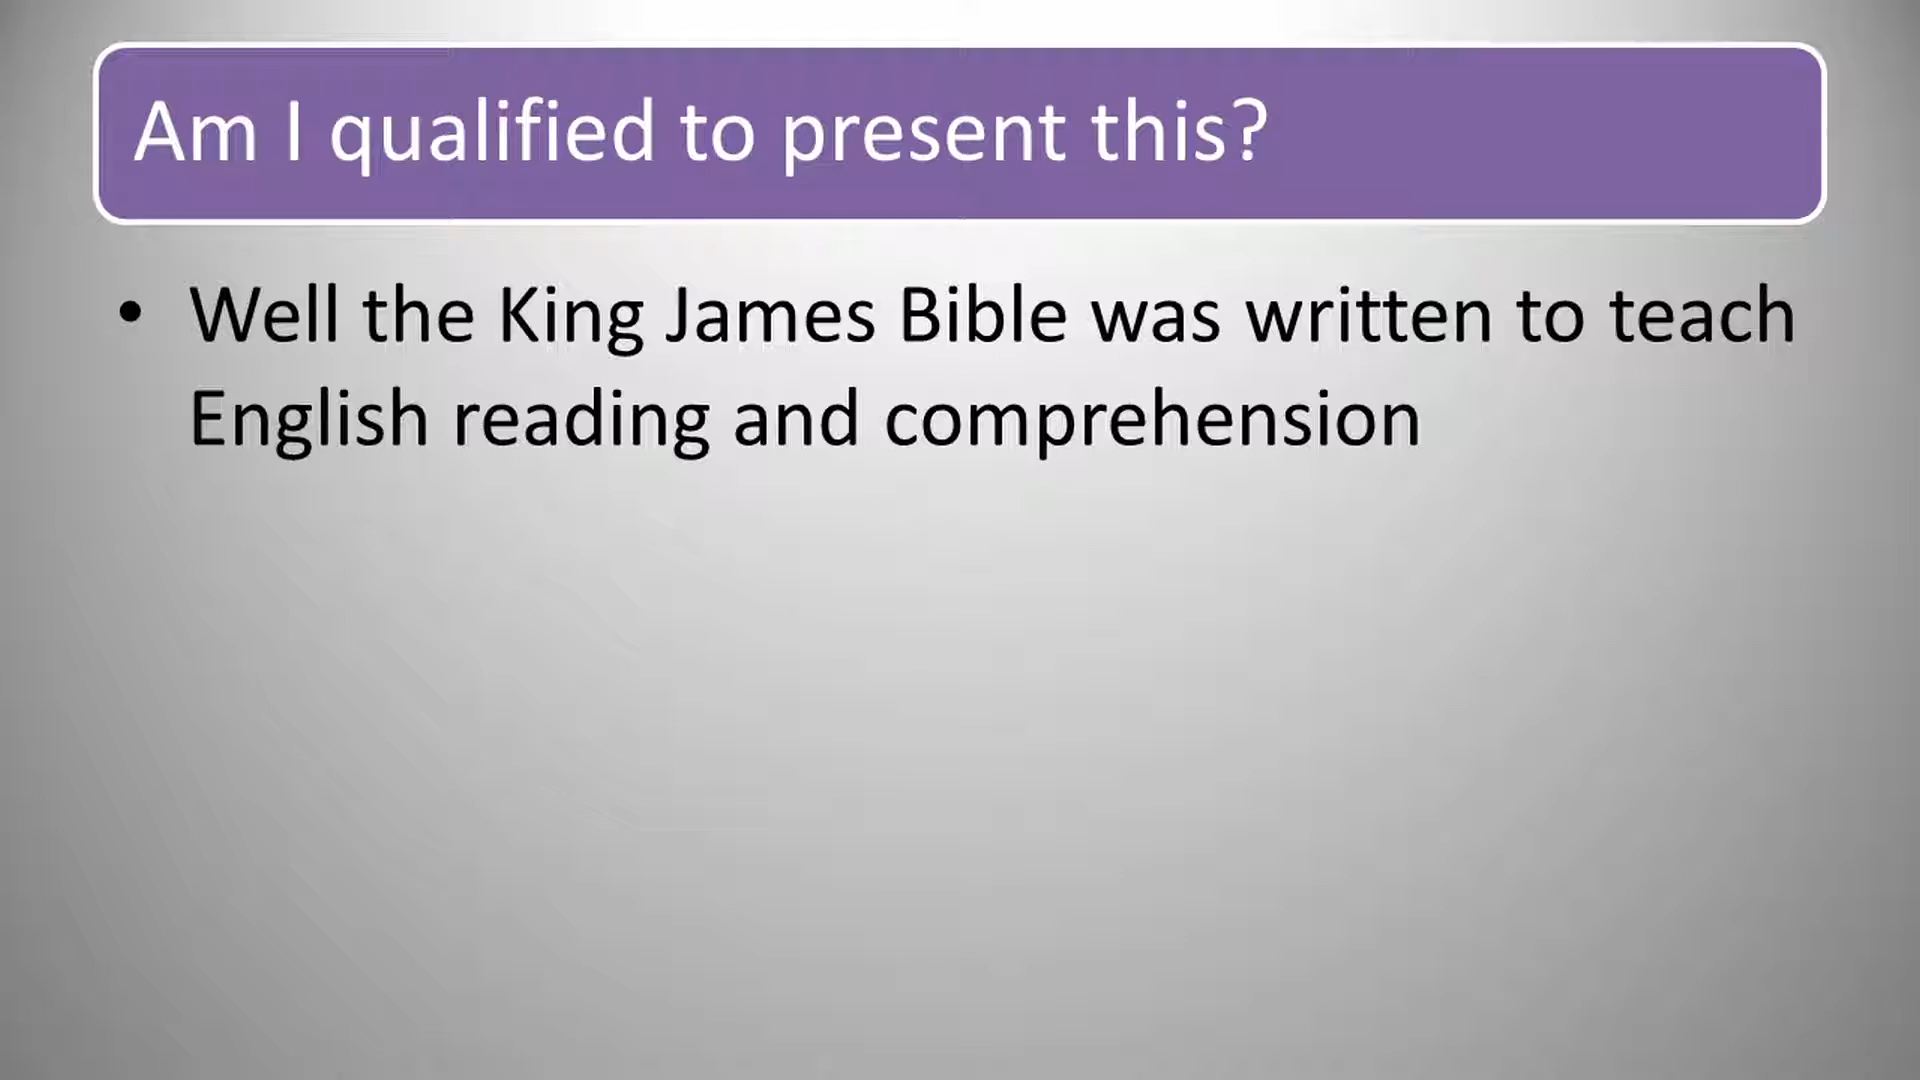 Am I qualified to present this?
• Well the King James Bible was written to teach
English reading and comprehension